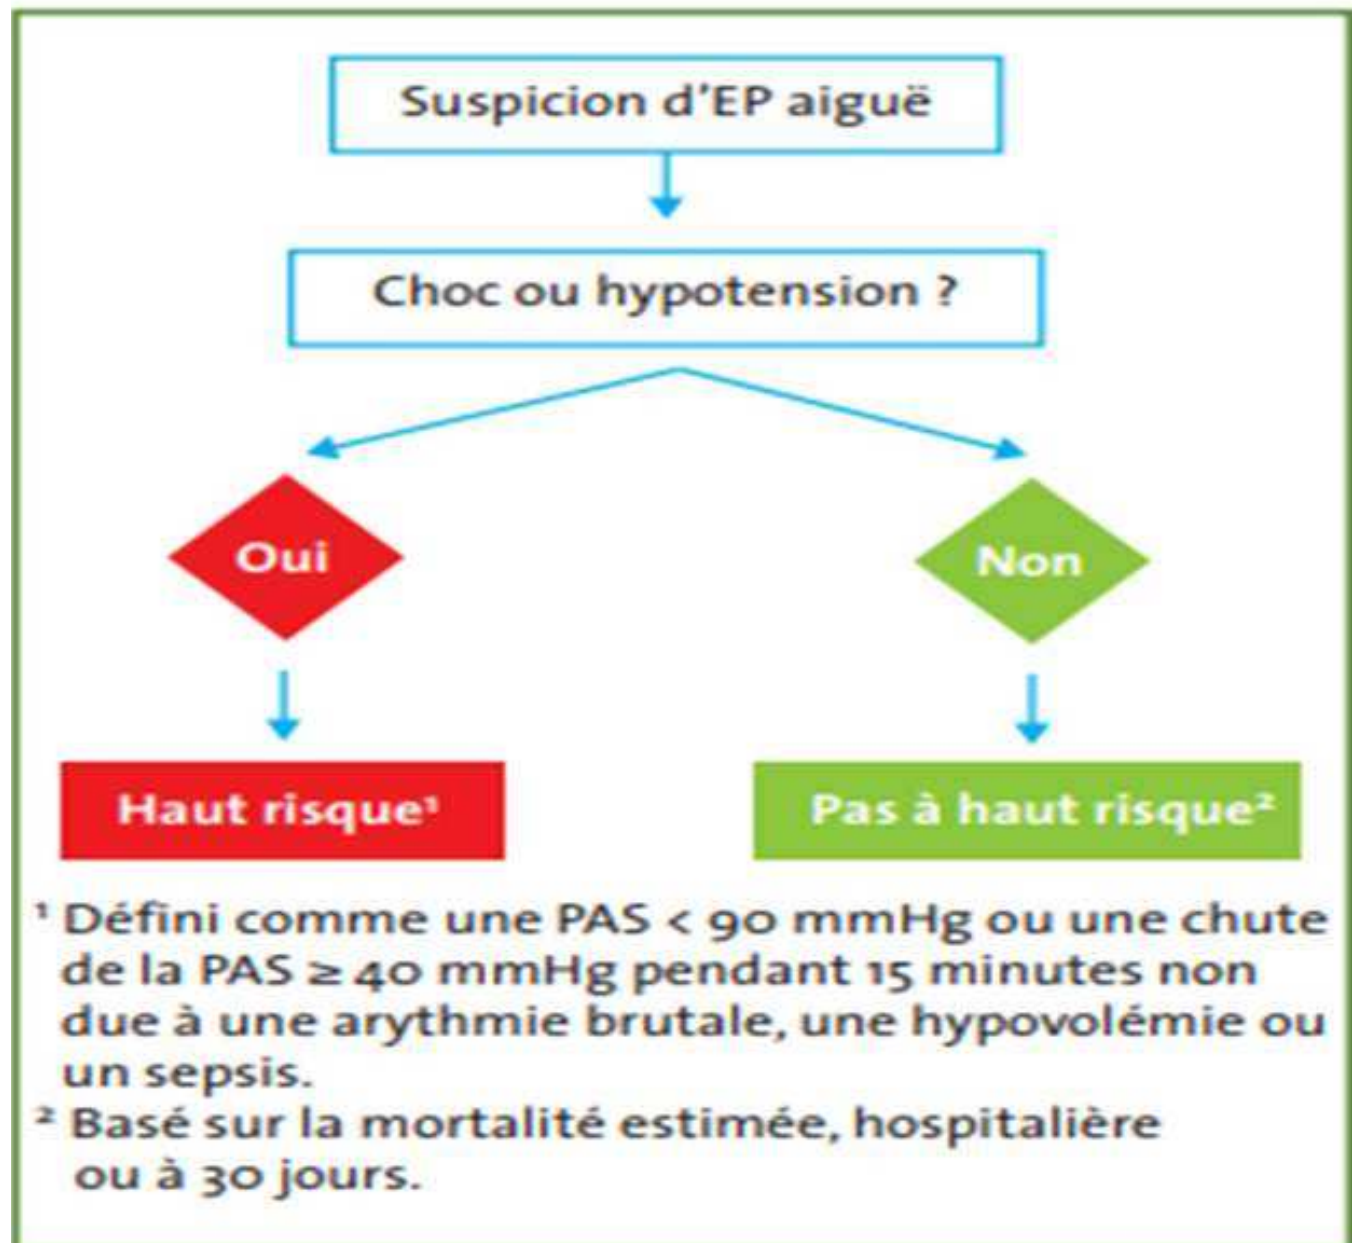 Suspicion d'EP aiguë
Choc ou hypotension ?
Oui
Non
Haut risque¹
Pas à haut risque²
¹ Défini comme une PAS < 90 mmHg ou une chute
de la PAS ≥ 40 mmHg pendant 15 minutes non
due à une arythmie brutale, une hypovolémie ou
un sepsis.
² Basé sur la mortalité estimée, hospitalière
ou à 30 jours.